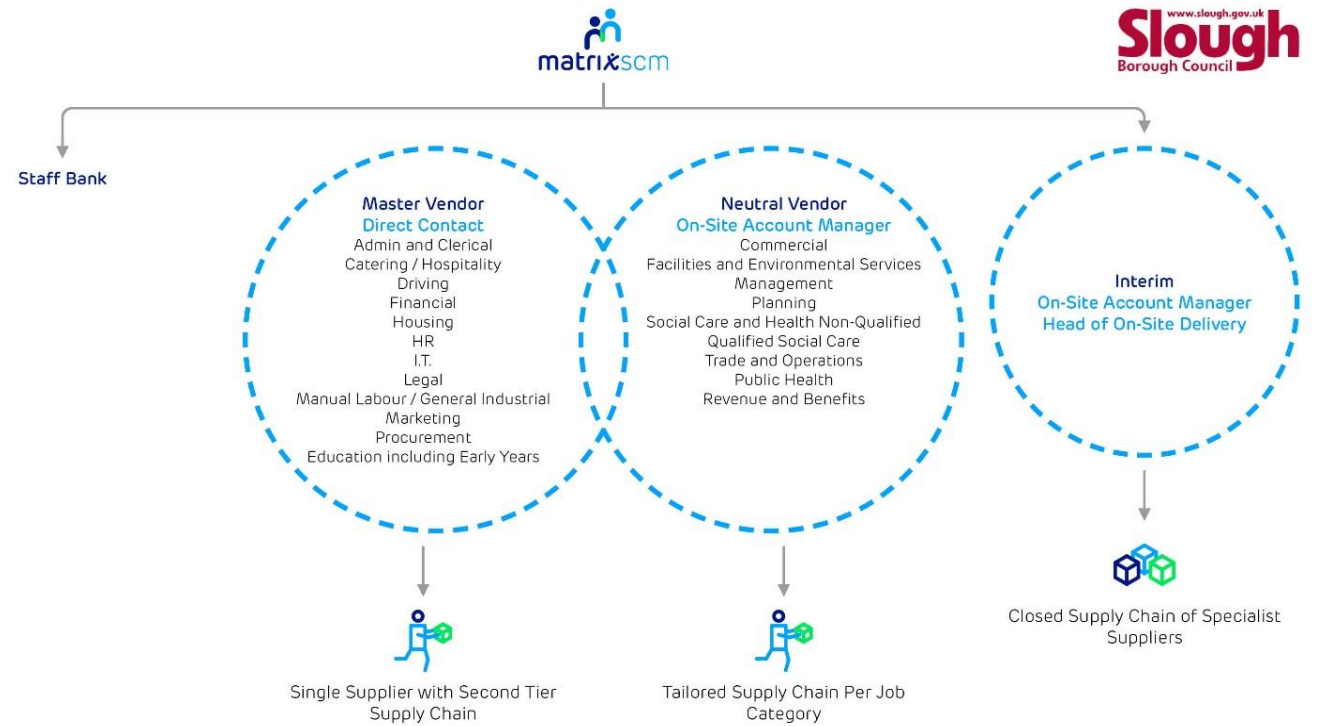 matrixscm
www.slough.gov.uk
Slough
Borough Council
Staff Bank
Master Vendor
Direct Contact
Admin and Clerical
Catering / Hospitality
Driving
Financial
Housing
HR
I.T.
Legal
Manual Labour / General Industrial
Marketing
Procurement
Education including Early Years
Single Supplier with Second Tier
Supply Chain
Neutral Vendor
On-Site Account Manager
Commercial
Facilities and Environmental Services
Management
Planning
Social Care and Health Non-Qualified
Qualified Social Care
Trade and Operations
Public Health
Revenue and Benefits
Tailored Supply Chain Per Job
Category
Interim
On-Site Account Manager
Head of On-Site Delivery
Closed Supply Chain of Specialist
Suppliers